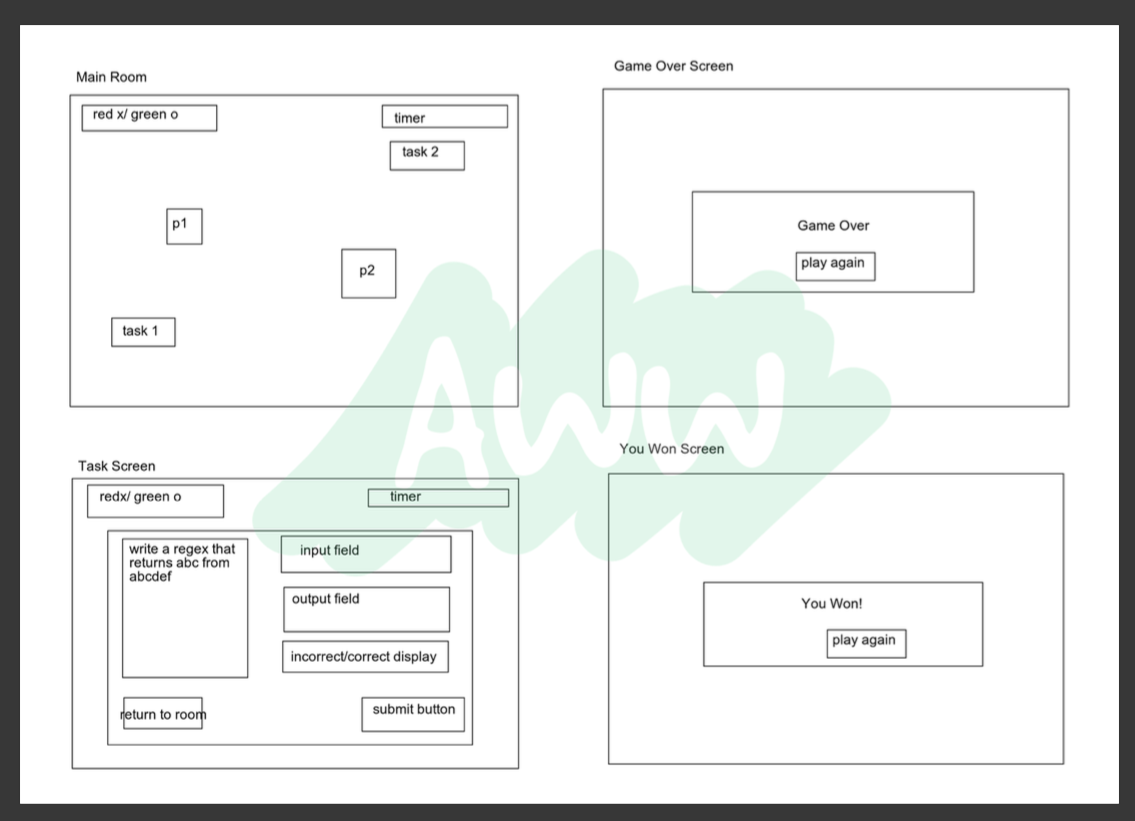 Main Room
red x/ green o
timer
task 2
p1
p2
task 1
Game Over Screen
Game Over
play again
Task Screen
redx/ green o
timer
write a regex that
returns abc from
abcdef
input field
output field
incorrect/correct display
return to room
submit button
You Won Screen
You Won!
play again
AWW